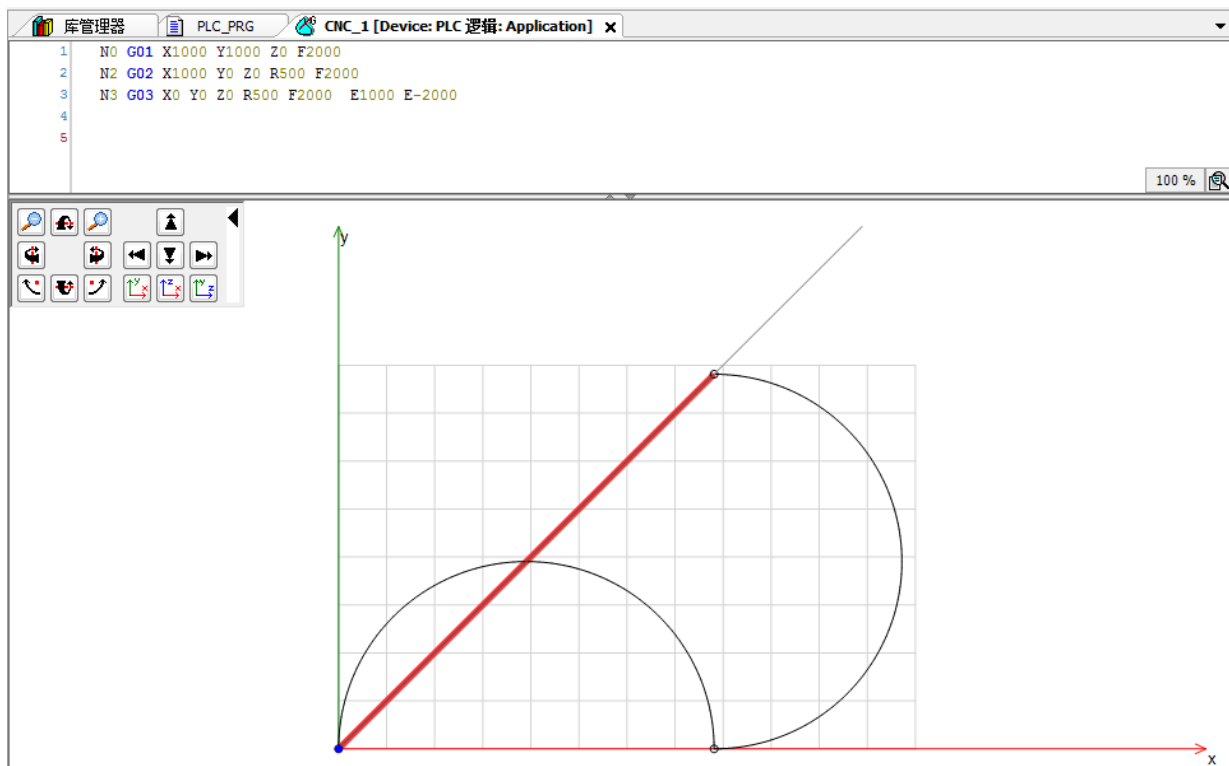 库管理器 PLC_PRG CNC_1 [Device: PLC 逻辑: Application] x
1 N0 G01 X1000 Y1000 Z0 F2000
2 N2 G02 X1000 Y0 Z0 R500 F2000
3 N3 G03 X0 Y0 Z0 R500 F2000 E1000 E-2000
4
5
100 %
y
x